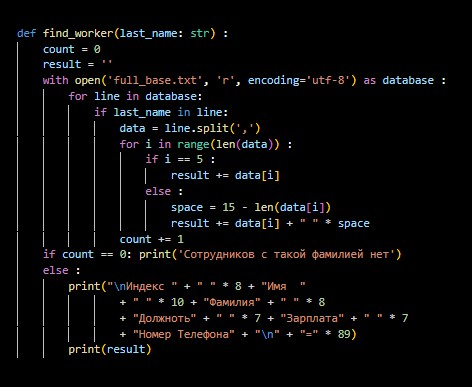 def find_worker(last_name: str) :
    count = 0
    result = ''
    with open('full_base.txt', 'r', encoding='utf-8') as database :
        for line in database:
            if last_name in line:
                data = line.split(',')
                for i in range(len(data)) :
                    if i == 5 :
                        result += data[i]
                    else :
                        space = 15 - len(data[i])
                        result += data[i] + " " * space
                count += 1
    if count == 0: print('Сотрудников с такой фамилией нет')
    else :
        print("\nИндекс " + " " * 8 + "Имя  "
                + " " * 10 + "Фамилия" + " " * 8
                + "Должноть" + " " * 7 + "Зарплата" + " " * 7
                + "Номер Телефона" + "\n" + "=" * 89)
        print(result)